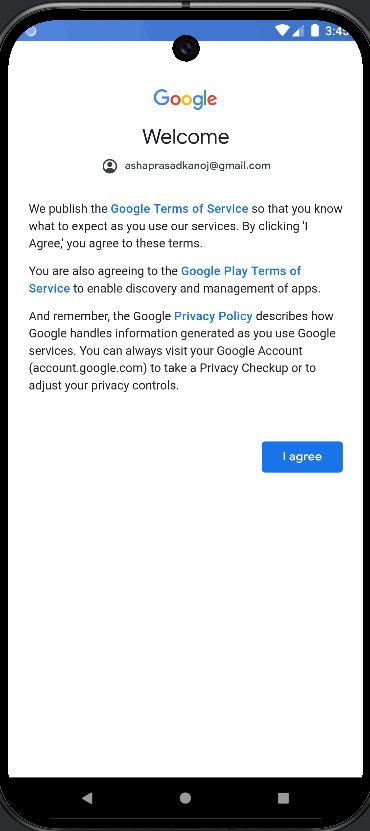 Google
Welcome
ashaprasadkanoj@gmail.com
We publish the Google Terms of Service so that you know
what to expect as you use our services. By clicking 'I
Agree,' you agree to these terms.
You are also agreeing to the Google Play Terms of
Service to enable discovery and management of apps.
And remember, the Google Privacy Policy describes how
Google handles information generated as you use Google
services. You can always visit your Google Account
(account.google.com) to take a Privacy Checkup or to
adjust your privacy controls.
I agree